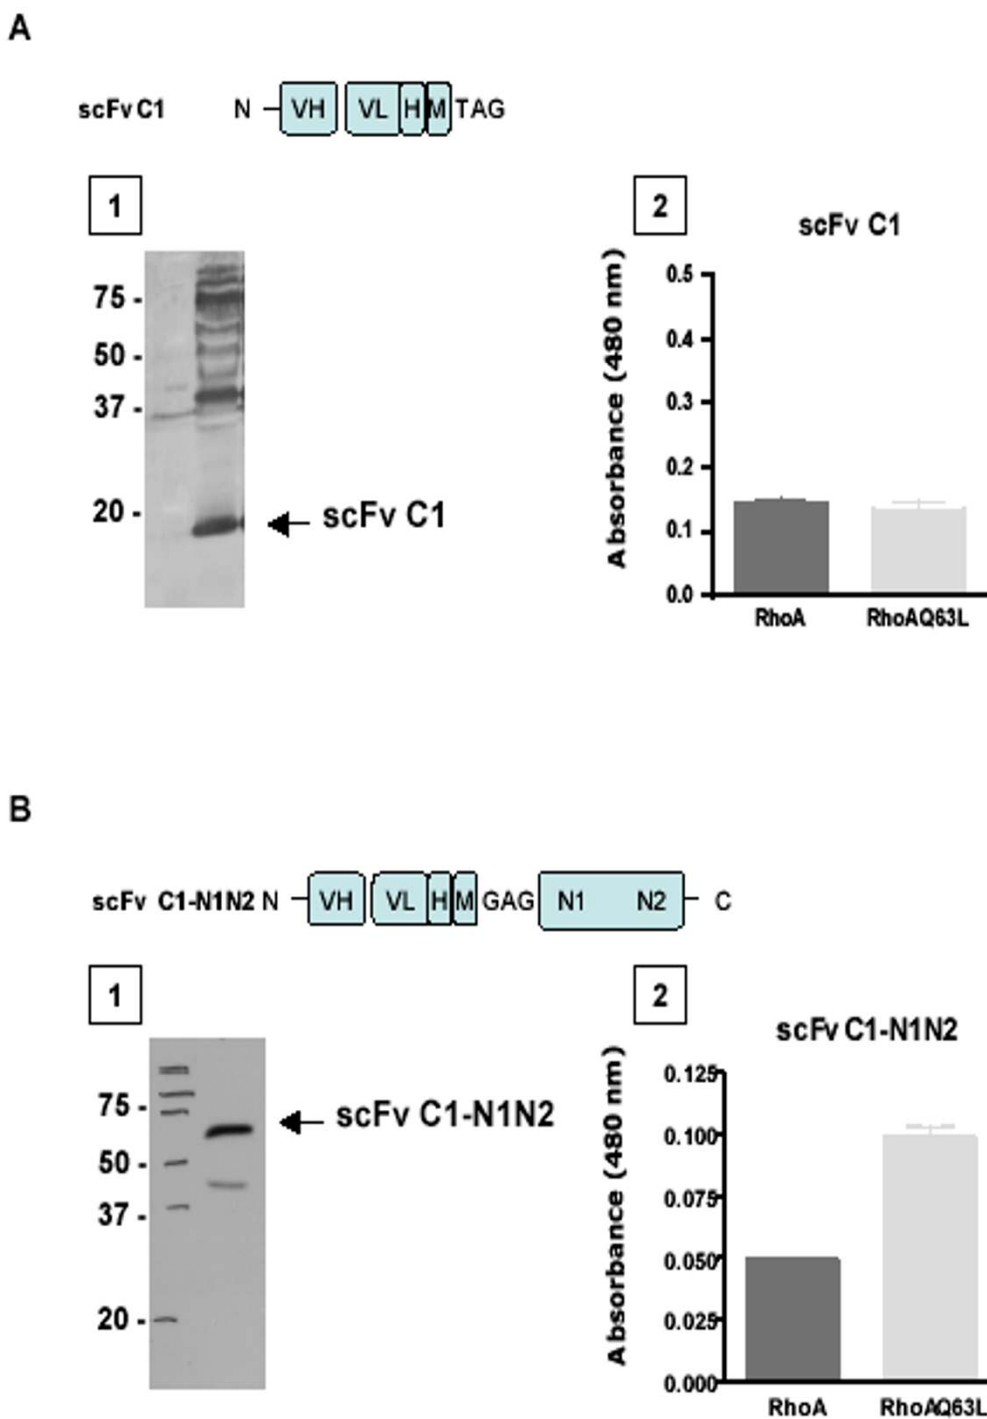 A
scFv C1 N VH VL H M TAG
1
75 -
50 -
37 -
20 -
scFv C1
2
scFv C1
Absorbance (480 nm)
0.5
0.4
0.3
0.2
0.1
0.0
RhoA RhoAQ63L
B
scFv C1-N1N2 N VH VL H M GAG N1 N2 C
1
75 -
50 -
37 -
20 -
scFv C1-N1N2
2
scFv C1-N1N2
Absorbance (480 nm)
0.125
0.100
0.075
0.050
0.025
0.000
RhoA RhoAQ63L